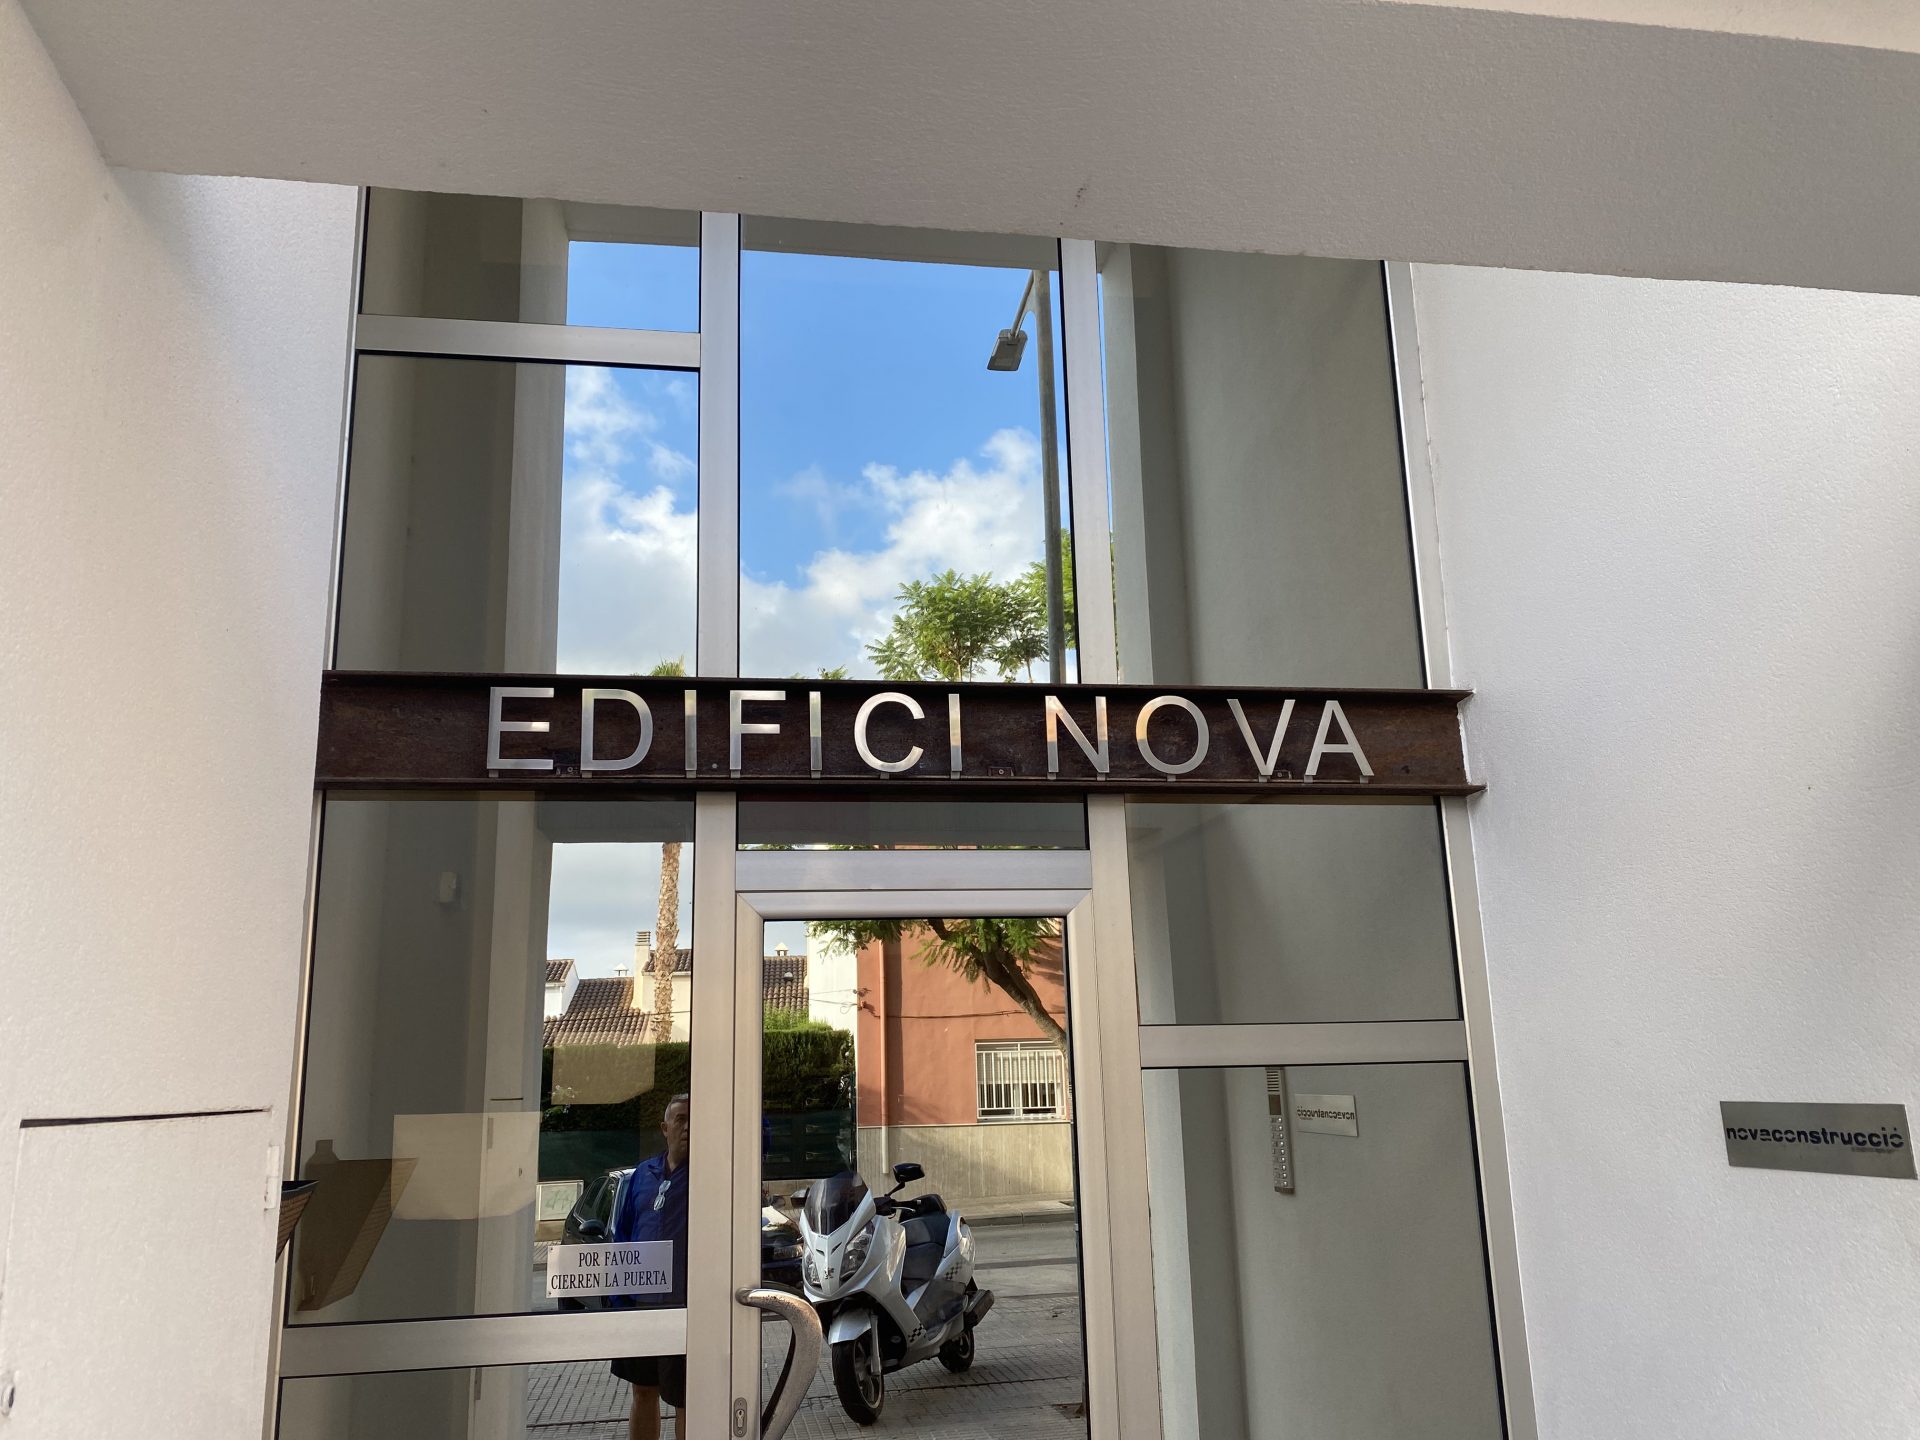 EDIFICI NOVA
novaconstrucció
POR FAVOR
CIERREN LA PUERTA